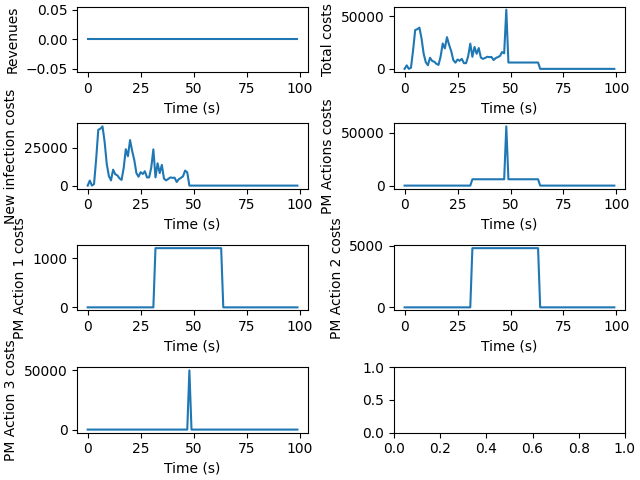 Revenues
0.05
0.00
−0.05
0 25 50 75 100
Time (s)
Total costs
50000
0
0 25 50 75 100
Time (s)
New infection costs
25000
0
0 25 50 75 100
Time (s)
PM Actions costs
50000
0
0 25 50 75 100
Time (s)
PM Action 1 costs
1000
0
0 25 50 75 100
Time (s)
PM Action 2 costs
5000
0
0 25 50 75 100
Time (s)
PM Action 3 costs
50000
0
0 25 50 75 100
Time (s)
1.0
0.5
0.0
0.0 0.2 0.4 0.6 0.8 1.0